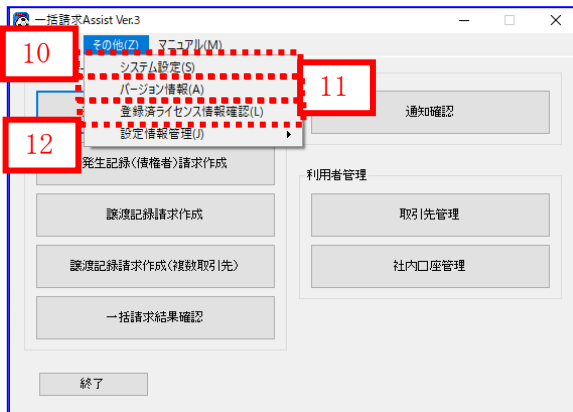 一括請求Assist Ver.3
その他(Z) マニュアル(M)
10
システム設定(S)
バージョン情報(A)
11
登録済ライセンス情報確認(L)
設定情報管理(J)
12
通知確認
発生記録(債権者)請求作成
利用者管理
譲渡記録請求作成
取引先管理
譲渡記録請求作成(複数取引先)
社内口座管理
一括請求結果確認
終了